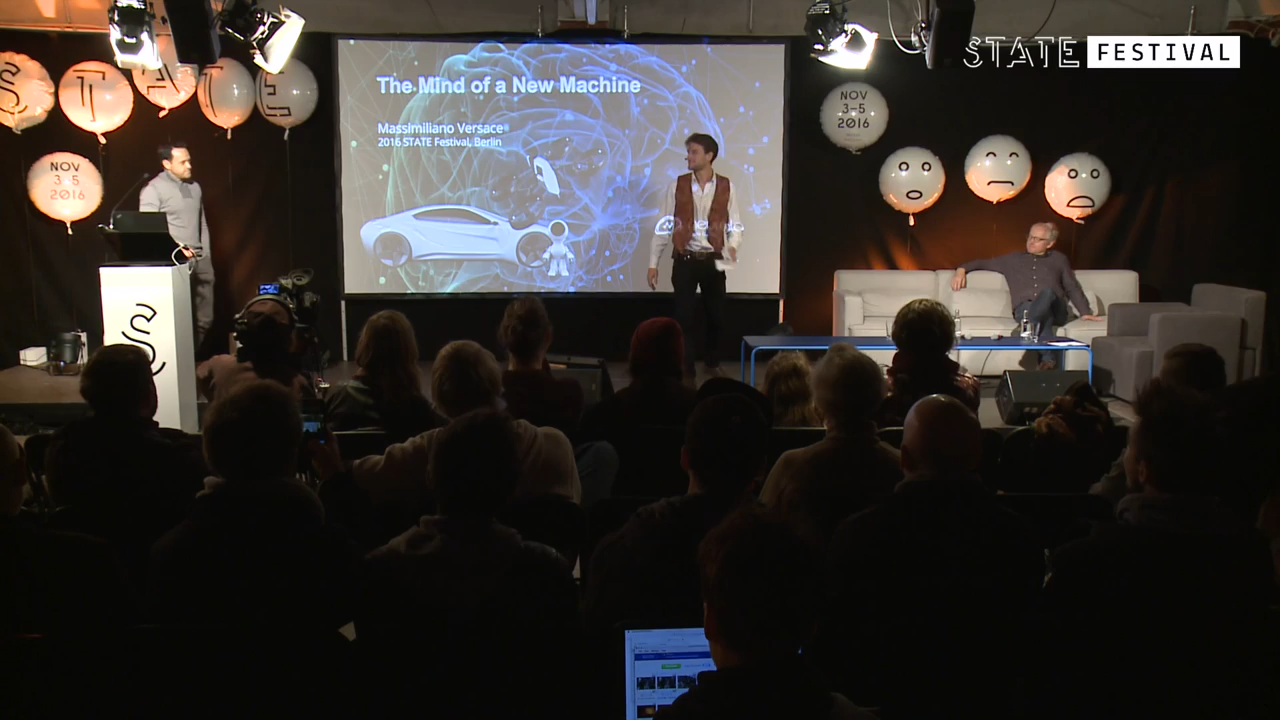 STATE FESTIVAL
S T A T E
NOV
3–5
2016
NOV
3–5
2016
The Mind of a New Machine
Massimiliano Versace
2016 STATE Festival, Berlin
S